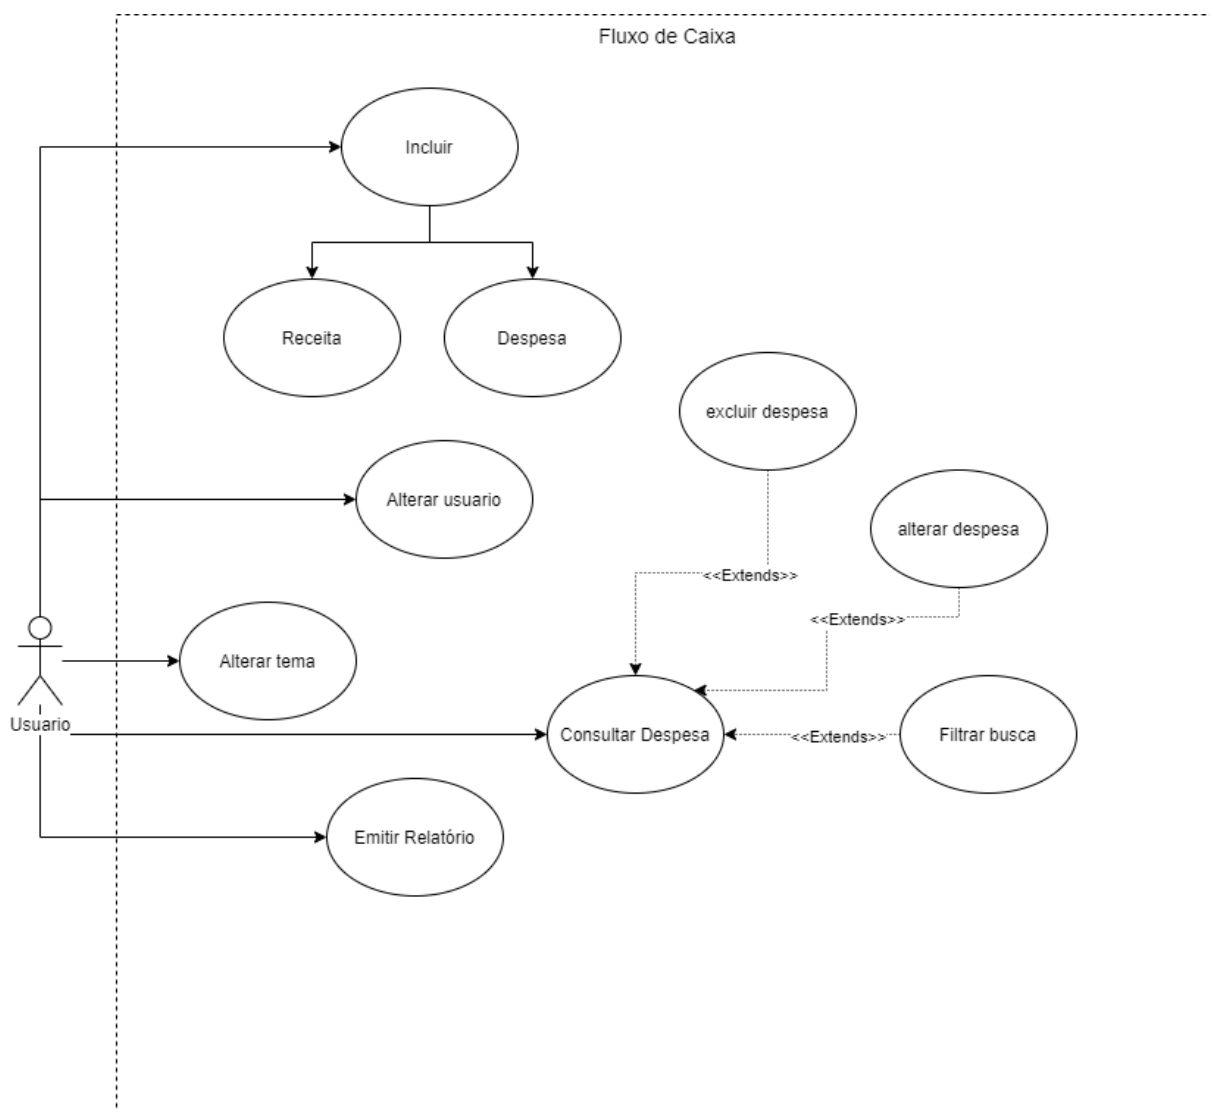 Fluxo de Caixa
Incluir
Receita
Despesa
excluir despesa
Alterar usuario
alterar despesa
<<Extends>>
<<Extends>>
Alterar tema
Usuario
Consultar Despesa
<<Extends>>
Filtrar busca
Emitir Relatório